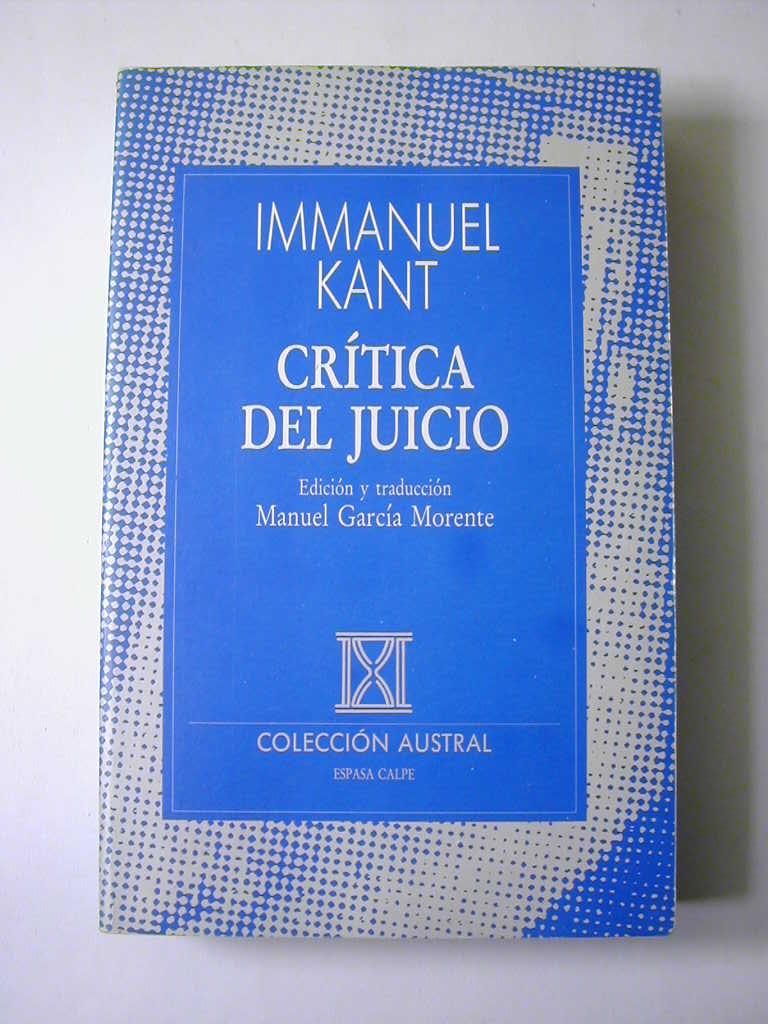 IMMANUEL
KANT
CRÍTICA
DEL JUICIO
Edición y traducción
Manuel García Morente
COLECCIÓN AUSTRAL
ESPASA CALPE